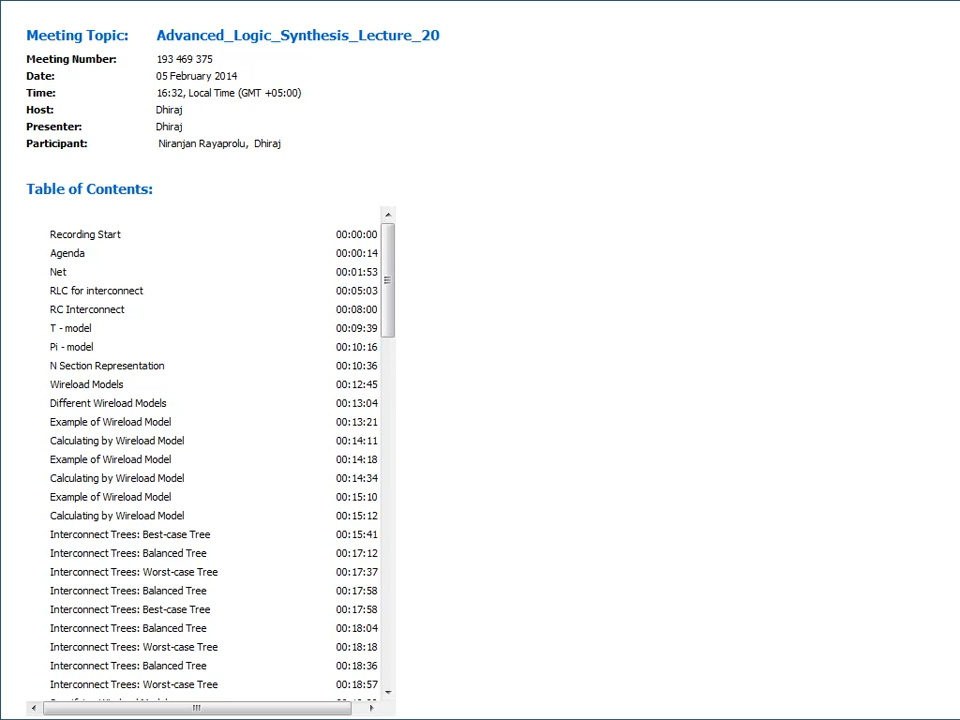 Meeting Topic: Advanced_Logic_Synthesis_Lecture_20
Meeting Number: 193 469 375
Date: 05 February 2014
Time: 16:32, Local Time (GMT +05:00)
Host: Dhiraj
Presenter: Dhiraj
Participant: Niranjan Rayaprolu, Dhiraj
Table of Contents:
Recording Start 00:00:00
Agenda 00:00:14
Net 00:01:53
RLC for interconnect 00:05:03
RC Interconnect 00:08:00
T - model 00:09:39
Pi - model 00:10:16
N Section Representation 00:10:36
Wireload Models 00:12:45
Different Wireload Models 00:13:04
Example of Wireload Model 00:13:21
Calculating by Wireload Model 00:14:11
Example of Wireload Model 00:14:18
Calculating by Wireload Model 00:14:34
Example of Wireload Model 00:15:10
Calculating by Wireload Model 00:15:12
Interconnect Trees: Best-case Tree 00:15:41
Interconnect Trees: Balanced Tree 00:17:12
Interconnect Trees: Worst-case Tree 00:17:37
Interconnect Trees: Balanced Tree 00:17:58
Interconnect Trees: Best-case Tree 00:17:58
Interconnect Trees: Balanced Tree 00:18:04
Interconnect Trees: Worst-case Tree 00:18:18
Interconnect Trees: Balanced Tree 00:18:36
Interconnect Trees: Worst-case Tree 00:18:57